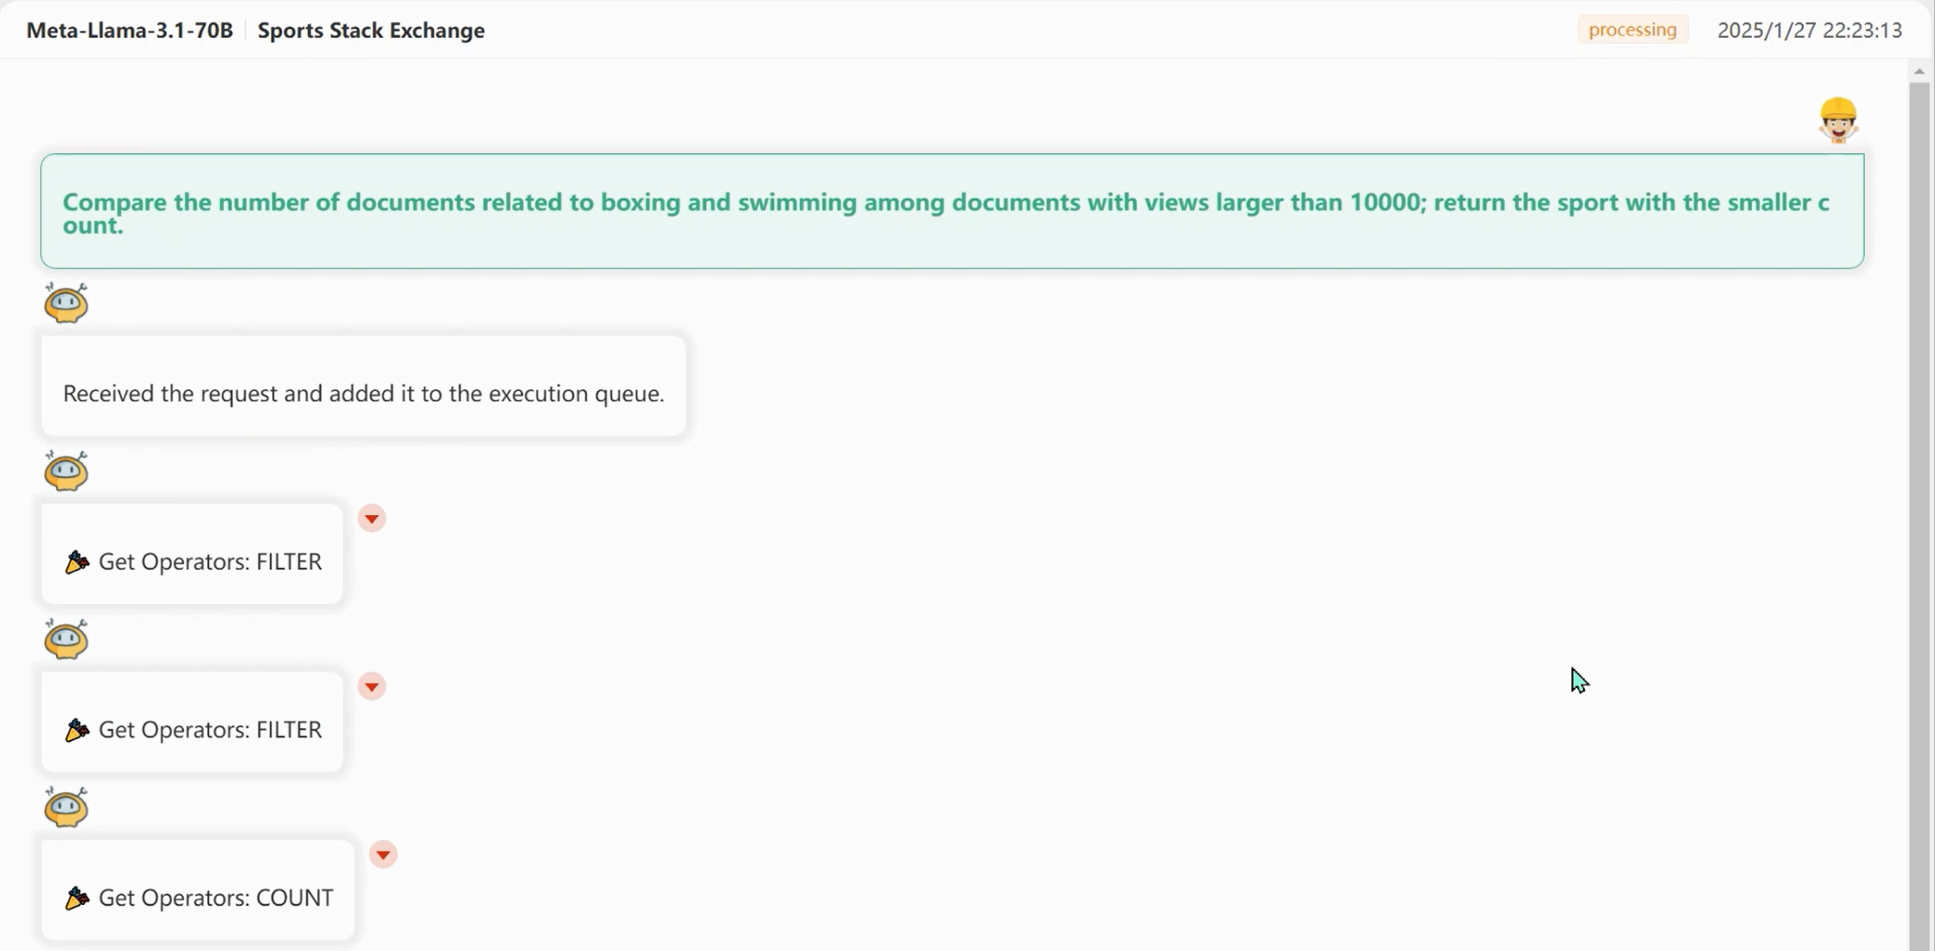 Meta-Llama-3.1-70B Sports Stack Exchange processing 2025/1/27 22:23:13
Compare the number of documents related to boxing and swimming among documents with views larger than 10000; return the sport with the smaller c
ount.
Received the request and added it to the execution queue.
Get Operators: FILTER
Get Operators: FILTER
Get Operators: COUNT